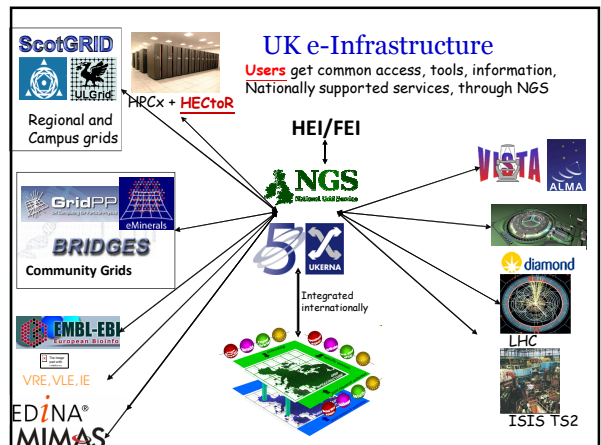 ScotGRID
ULGrid
Regional and
Campus grids
HPCx + HECtoR
UK e-Infrastructure
Users get common access, tools, information,
Nationally supported services, through NGS
HEI/FEI
NGS
National Grid Service
5
UKERNA
Integrated
internationally
GridPP
eMinerals
BRIDGES
Community Grids
EMBL-EBI
European Bioinfo
VRE, VLE, IE
EDiNA®
MIMAS
VISTA
ALMA
diamond
LHC
ISIS TS2